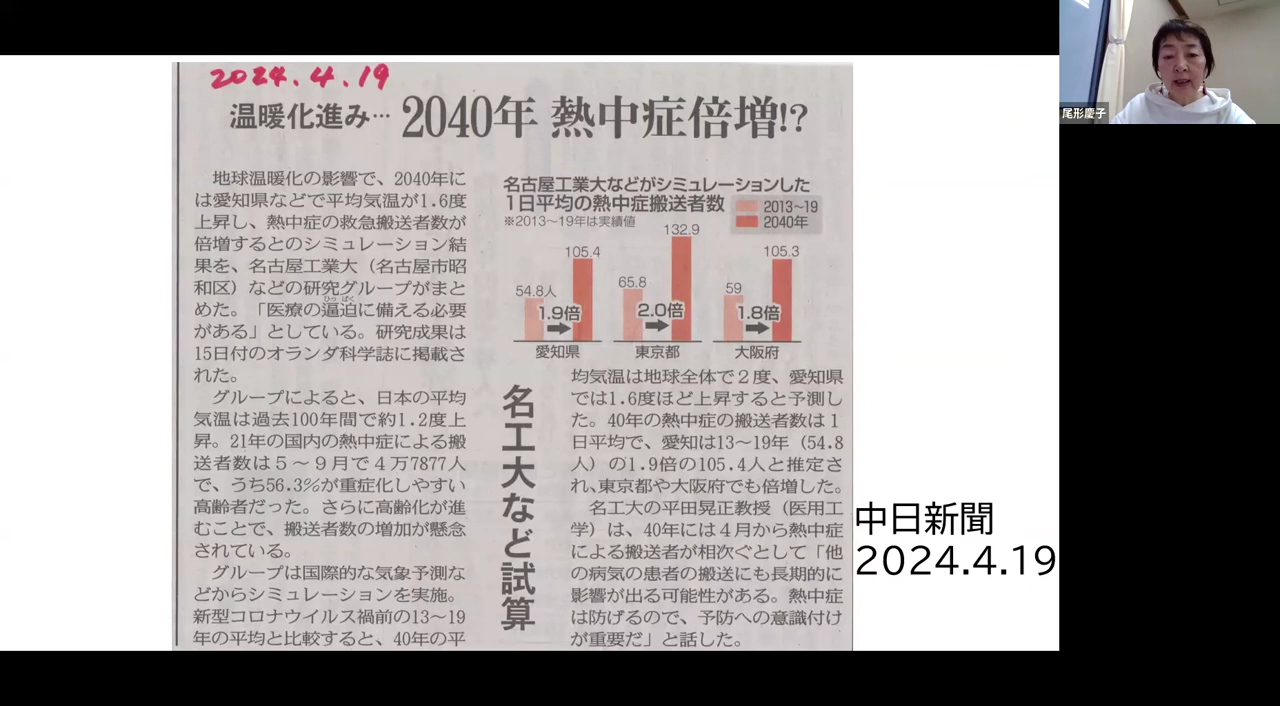 2024.4.19
温暖化進み…2040年 熱中症倍増!?
地球温暖化の影響で、2040年に
は愛知県などで平均気温が1.6度
上昇し、熱中症の救急搬送者数が
倍増するとのシミュレーション結
果を、名古屋工業大(名古屋市昭
和区)などの研究グループがまと
めた。「医療の逼迫に備える必要
ひっぱく
がある」としている。研究成果は
15日付のオランダ科学誌に掲載さ
れた。
グループによると、日本の平均
気温は過去100年間で約1.2度上
昇。21年の国内の熱中症による搬
送者数は5~9月で4万7877人
で、うち56.3%が重症化しやすい
高齢者だった。さらに高齢化が進
むことで、搬送者数の増加が懸念
されている。
グループは国際的な気象予測な
どからシミュレーションを実施。
新型コロナウイルス禍前の13~19
年の平均と比較すると、40年の平
名古屋工業大などがシミュレーションした
1日平均の熱中症搬送者数
※2013~19年は実績値
2013~19
2040年
54.8人
105.4
1.9倍
愛知県
65.8
132.9
2.0倍
東京都
59
105.3
1.8倍
大阪府
名工大など試算
均気温は地球全体で2度、愛知県
では1.6度ほど上昇すると予測し
た。40年の熱中症の搬送者数は1
日平均で、愛知は13~19年(54.8
人)の1.9倍の105.4人と推定さ
れ、東京都や大阪府でも倍増した。
名工大の平田晃正教授(医用工
学)は、40年には4月から熱中症
による搬送者が相次ぐとして「他
の病気の患者の搬送にも長期的に
影響が出る可能性がある。熱中症
は防げるので、予防への意識付け
が重要だ」と話した。
中日新聞
2024.4.19
尾形慶子